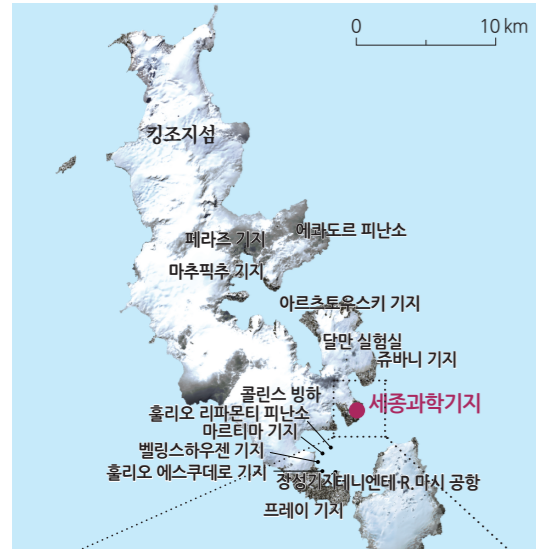 0 10 km
킹조지섬
에콰도르 피난소
페라즈 기지
마추픽추 기지
아르츠토우스키 기지
달만 실험실
쥬바니 기지
콜린스 빙하
세종과학기지
훌리오 리파몬티 피난소
마르티마 기지
벨링스하우젠 기지
훌리오 에스쿠데로 기지
장성기지
테니엔테·R.마시 공항
프레이 기지